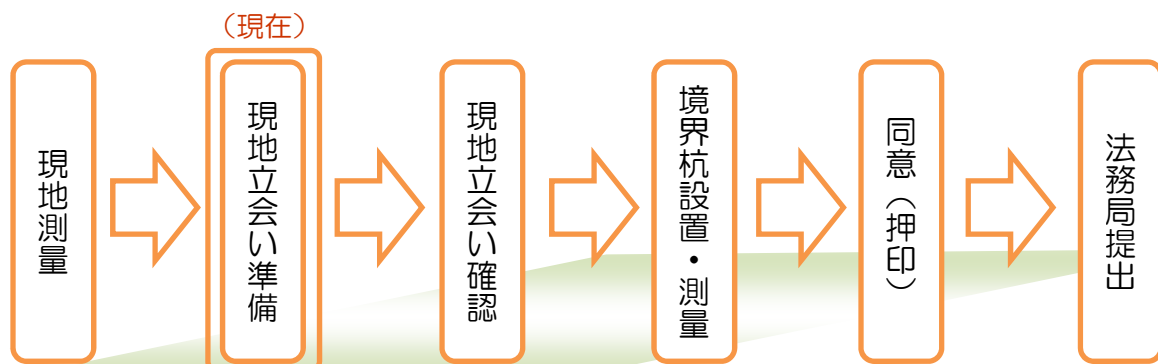 (現在)
現地測量
現地立会い準備
現地立会い確認
境界杭設置・測量
同意(押印)
法務局提出